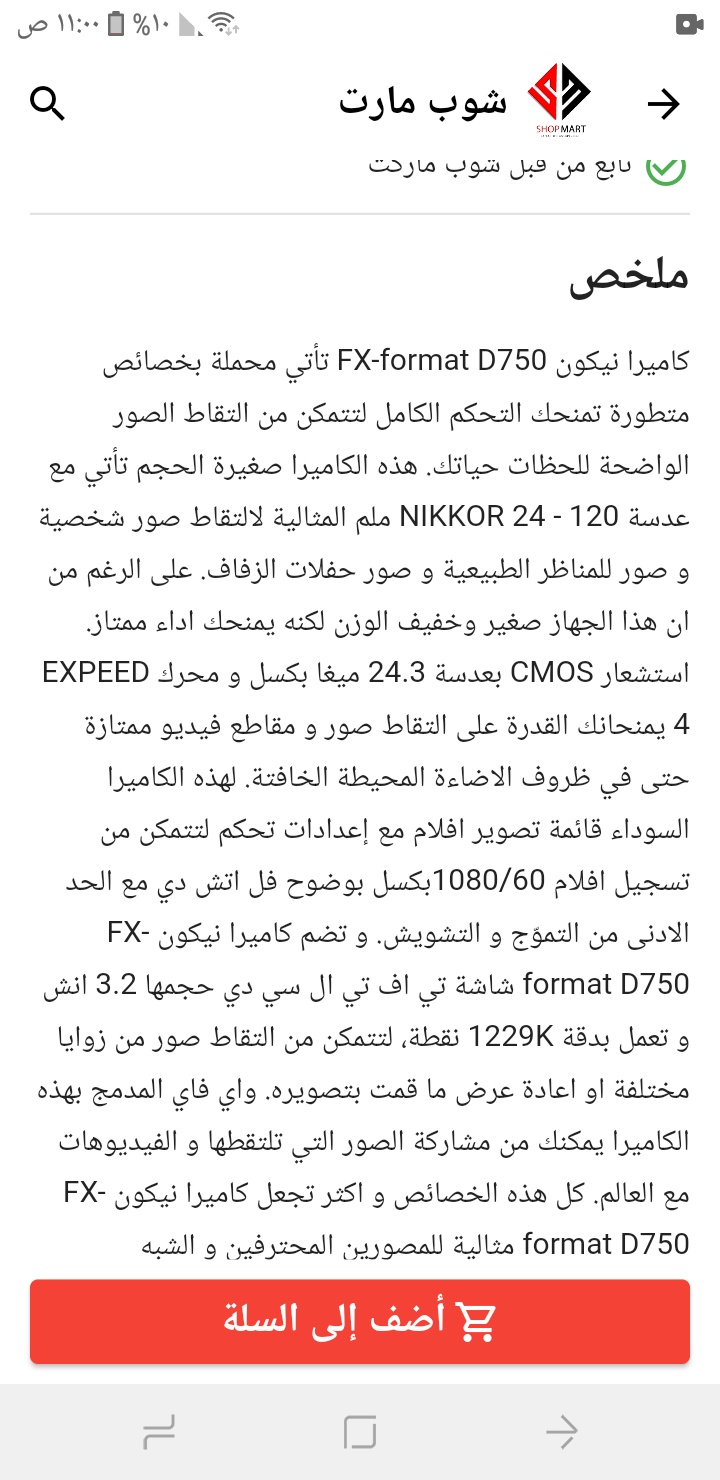 ١١:٠٠ ص
%١٠
شوب مارت
SHOPMART
تابع من قبل شوب ماركت
ملخص
كاميرا نيكون FX-format D750 تأتي محملة بخصائص
متطورة تمنحك التحكم الكامل لتتمكن من التقاط الصور
الواضحة للحظات حياتك. هذه الكاميرا صغيرة الحجم تأتي مع
عدسة NIKKOR 24 - 120 ملم المثالية لالتقاط صور شخصية
و صور للمناظر الطبيعية و صور حفلات الزفاف. على الرغم من
ان هذا الجهاز صغير وخفيف الوزن لكنه يمنحك اداء ممتاز.
استشعار CMOS بعدسة 24.3 ميغا بكسل و محرك EXPEED
4 يمنحانك القدرة على التقاط صور و مقاطع فيديو ممتازة
حتى في ظروف الاضاءة المحيطة الخافتة. لهذه الكاميرا
السوداء قائمة تصوير افلام مع إعدادات تحكم لتتمكن من
تسجيل افلام 1080/60بكسل بوضوح فل اتش دي مع الحد
الادنى من التموّج و التشويش. و تضم كاميرا نيكون FX-
format D750 شاشة تي اف تي ال سي دي حجمها 3.2 انش
و تعمل بدقة 1229K نقطة، لتتمكن من التقاط صور من زوايا
مختلفة او اعادة عرض ما قمت بتصويره. واي فاي المدمج بهذه
الكاميرا يمكنك من مشاركة الصور التي تلتقطها و الفيديوهات
مع العالم. كل هذه الخصائص و اكثر تجعل كاميرا نيكون FX-
format D750 مثالية للمصورين المحترفين و الشبه
أضف إلى السلة